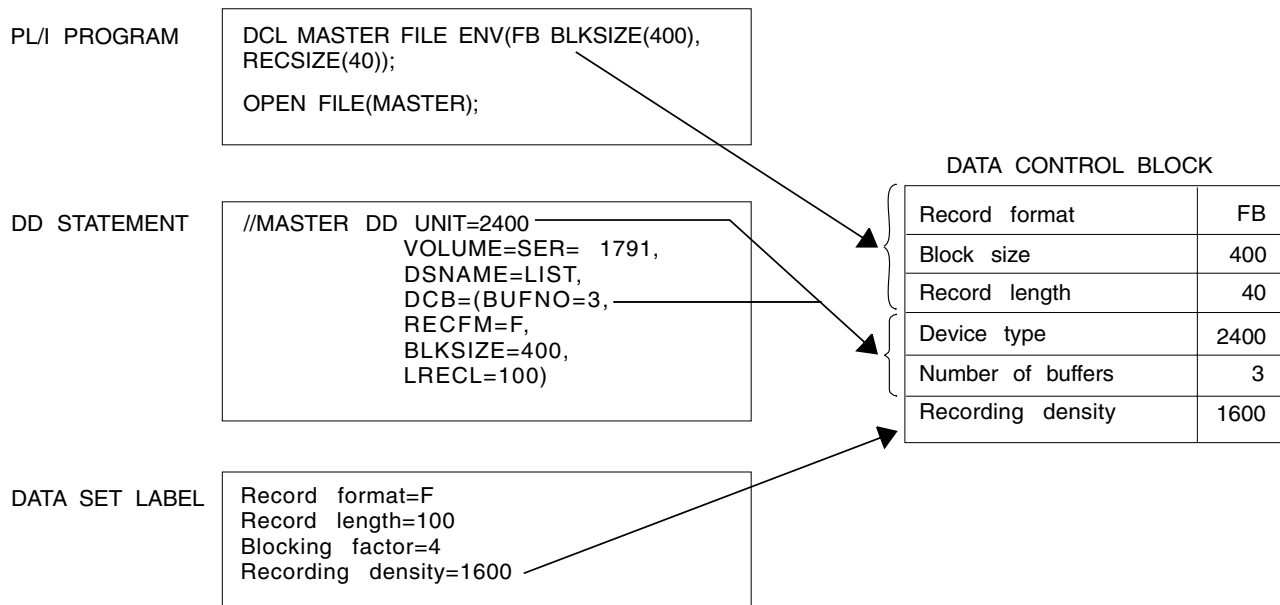 PL/I PROGRAM
DCL MASTER FILE ENV(FB BLKSIZE(400),
RECSIZE(40));
OPEN FILE(MASTER);
DD STATEMENT
//MASTER DD UNIT=2400
VOLUME=SER= 1791,
DSNAME=LIST,
DCB=(BUFNO=3,
RECFM=F,
BLKSIZE=400,
LRECL=100)
DATA SET LABEL
Record format=F
Record length=100
Blocking factor=4
Recording density=1600
DATA CONTROL BLOCK
Record format FB
Block size 400
Record length 40
Device type 2400
Number of buffers 3
Recording density 1600